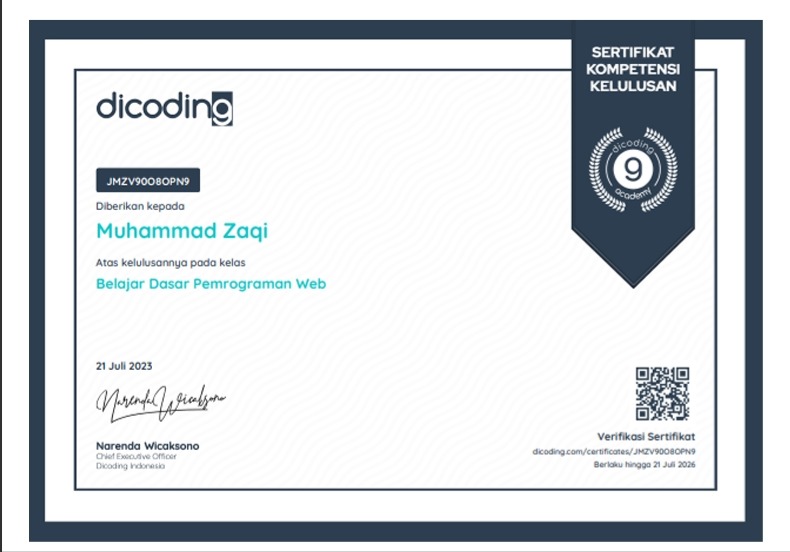 SERTIFIKAT
KOMPETENSI
KELULUSAN
dicoding
dicoding
9
academy
JMZV90O8OPN9
Diberikan kepada
Muhammad Zaqi
Atas kelulusannya pada kelas
Belajar Dasar Pemrograman Web
21 Juli 2023
Narenda Wicaksono
Narenda Wicaksono
Chief Executive Officer
Dicoding Indonesia
Verifikasi Sertifikat
dicoding.com/certificates/JMZV90O8OPN9
Berlaku hingga 21 Juli 2026